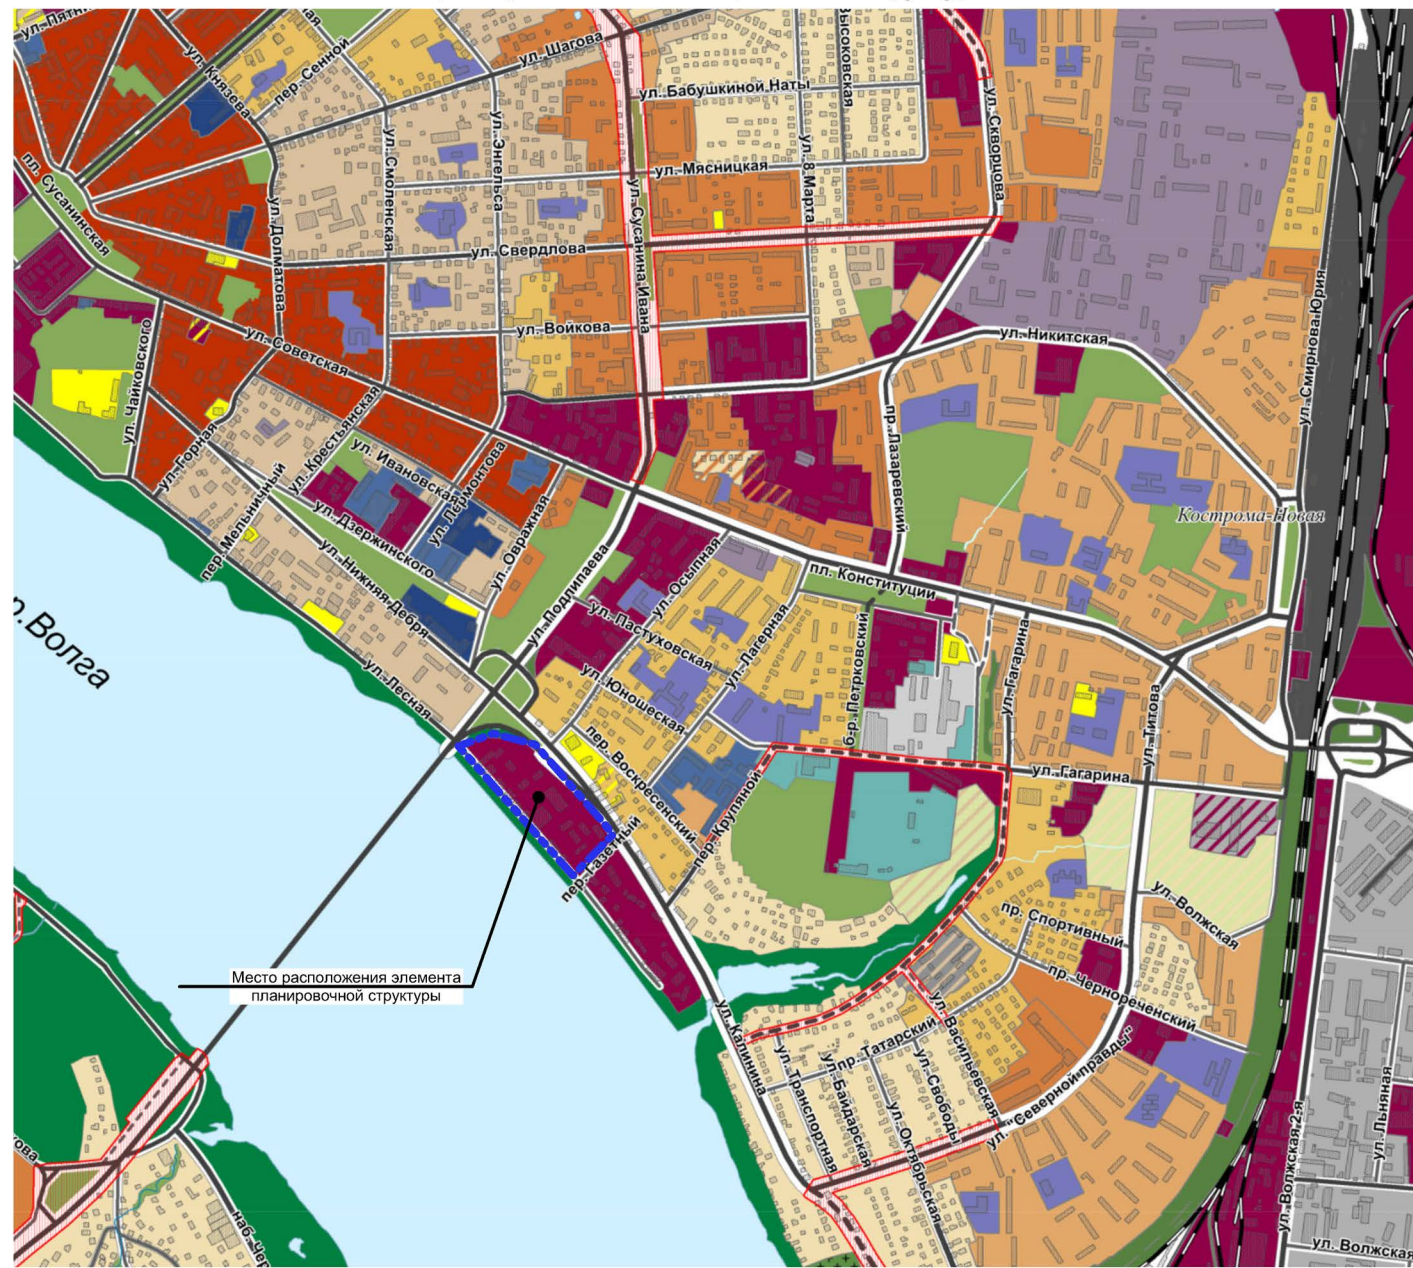 ул. Шагова
ул. Князева
пер. Сенной
ул. Бабушкиной Наты
Высоковская
ул. Скворцова
ул. Смоленская
ул. Энгельса
ул. Мясницкая
ул. 8 Марта
пл. Сусанинская
ул. Долматова
ул. Сусанина Ивана
ул. Свердлова
ул. Войкова
ул. Никитская
ул. Смирнова Юрия
ул. Чайковского
ул. Советская
ул. Горная
ул. Крестьянская
ул. Ивановская
ул. Лермонтова
пр. Лазаревский
пер. Мельничный
ул. Дзержинского
ул. Овражная
Кострома-Новая
ул. Нижняя Дебря
ул. Подлипаева
ул. Осыпная
пл. Конституции
р. Волга
ул. Пастуховская
ул. Лагерная
б-р. Петрковский
ул. Гагарина
ул. Лесная
ул. Юношеская
ул. Титова
пер. Воскресенский
ул. Гагарина
пер. Крупяной
пер. Газетный
ул. Волжская
пр. Спортивный
Место расположения элемента
планировочной структуры
пр. Чернореченский
ул. Калинина
ул. Васильевская
пр. Татарский
ул. Свободы
ул. Транспортная
ул. Байдарская
ул. Октябрьская
ул. "Северной правды"
ул. Волжская 2-я
ул. Льняная
наб. Чер
ул. Волжская